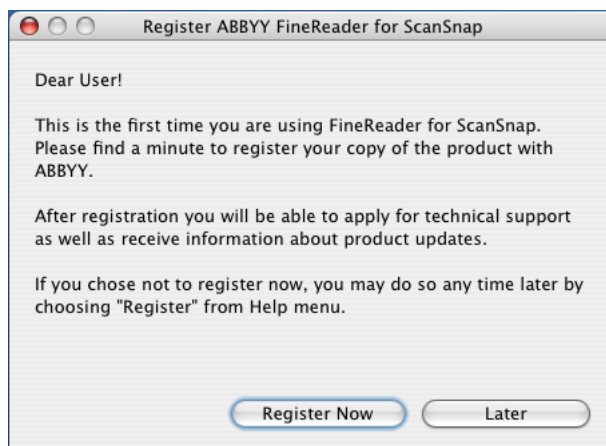 Register ABBYY FineReader for ScanSnap
Dear User!
This is the first time you are using FineReader for ScanSnap.
Please find a minute to register your copy of the product with
ABBYY.
After registration you will be able to apply for technical support
as well as receive information about product updates.
If you chose not to register now, you may do so any time later by
choosing "Register" from Help menu.
Register Now Later